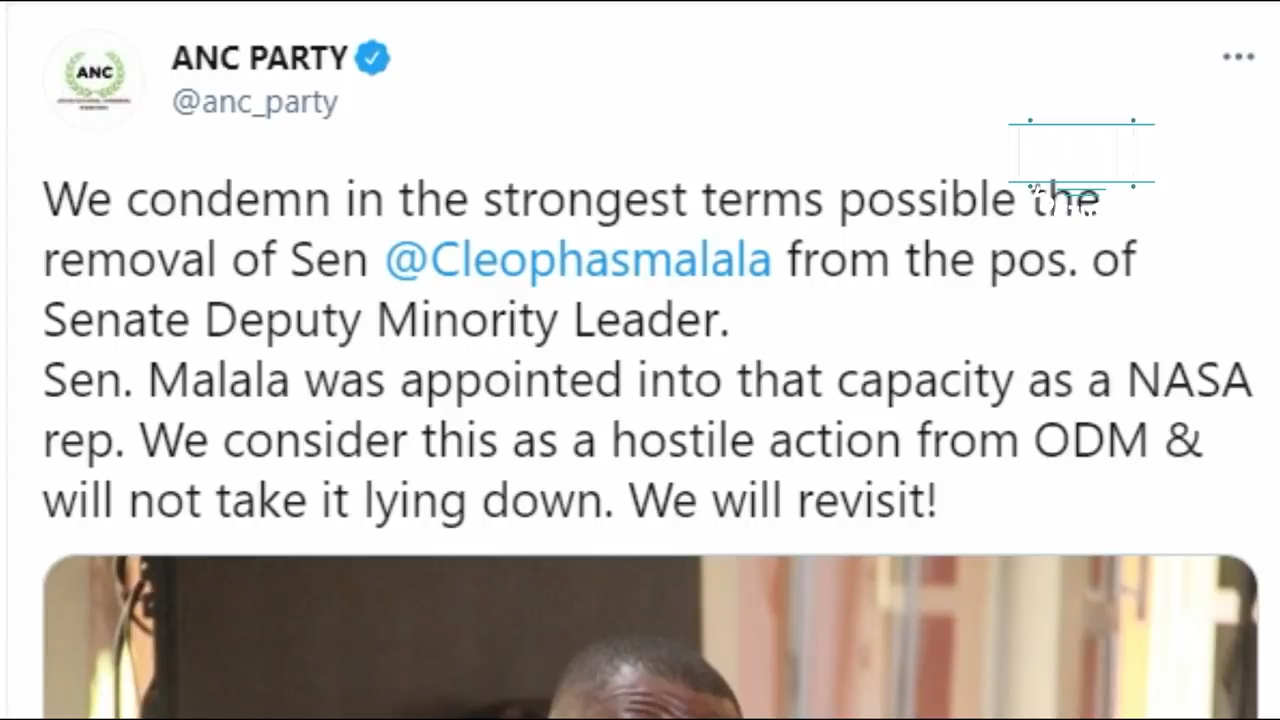 ANC PARTY
@anc_party
ANC
We condemn in the strongest terms possible the
removal of Sen @Cleophasmalala from the pos. of
Senate Deputy Minority Leader.
Sen. Malala was appointed into that capacity as a NASA
rep. We consider this as a hostile action from ODM &
will not take it lying down. We will revisit!